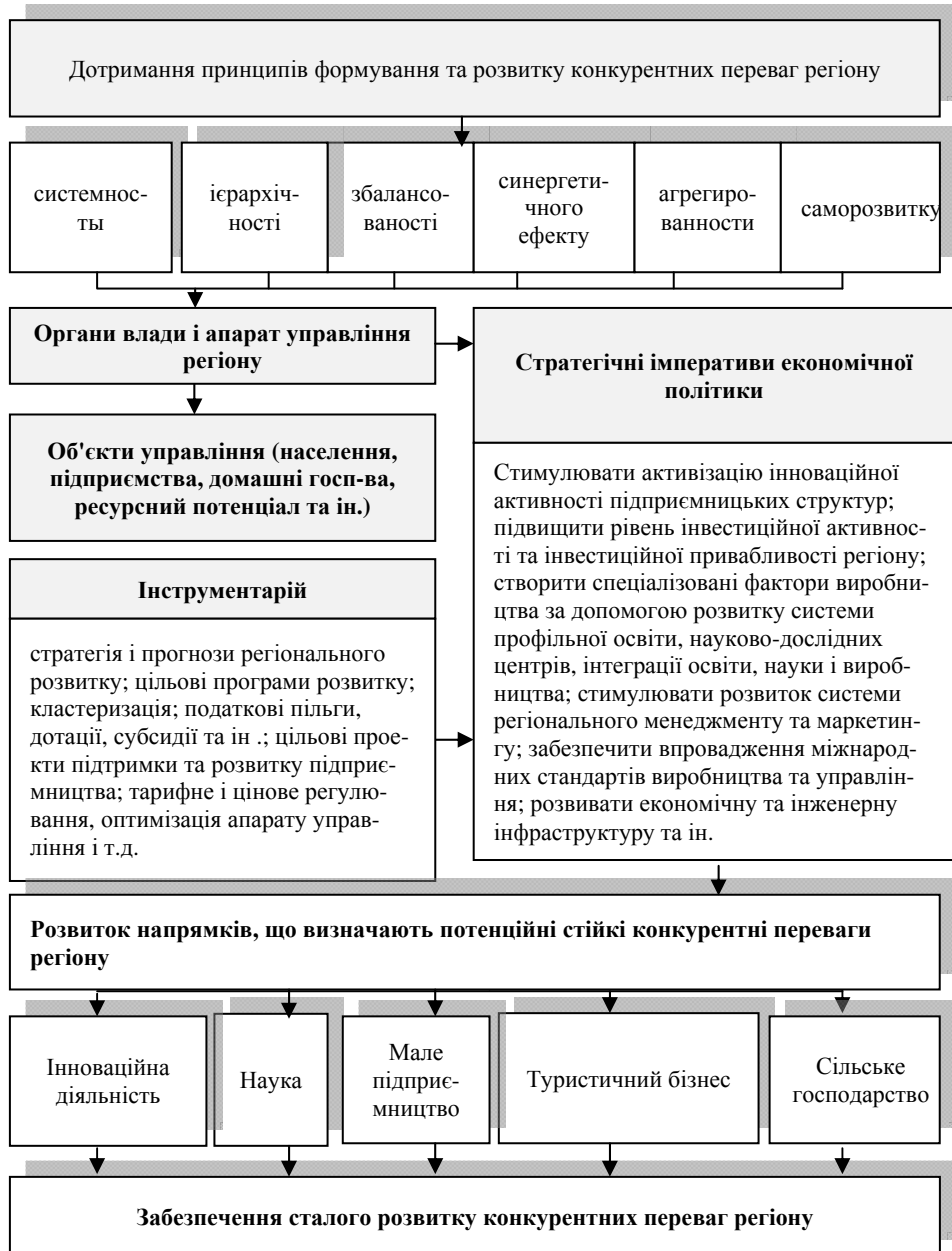 Дотримання принципів формування та розвитку конкурентних переваг регіону
системнос-
ты
ієрархіч-
ності
збалансо-
ваності
синергети-
чного
ефекту
агрегиро-
ванности
саморозвитку
Органи влади і апарат управління
регіону
Об'єкти управління (населення,
підприємства, домашні госп-ва,
ресурсний потенціал та ін.)
Інструментарій
стратегія і прогнози регіонального
розвитку; цільові програми розвитку;
кластеризація; податкові пільги,
дотації, субсидії та ін .; цільові прое-
кти підтримки та розвитку підприє-
мництва; тарифне і цінове регулю-
вання, оптимізація апарату управ-
ління і т.д.
Стратегічні імперативи економічної
політики
Стимулювати активізацію інноваційної
активності підприємницьких структур;
підвищити рівень інвестиційної активнос-
ті та інвестиційної привабливості регіону;
створити спеціалізовані фактори вироб-
ництва за допомогою розвитку системи
профільної освіти, науково-дослідних
центрів, інтеграції освіти, науки і вироб-
ництва; стимулювати розвиток системи
регіонального менеджменту та маркетин-
гу; забезпечити впровадження міжнарод-
них стандартів виробництва та управлін-
ня; розвивати економічну та інженерну
інфраструктуру та ін.
Розвиток напрямків, що визначають потенційні стійкі конкурентні переваги
регіону
Інноваційна
діяльність
Наука
Мале
підприє-
мництво
Туристичний бізнес
Сільське
господарство
Забезпечення сталого розвитку конкурентних переваг регіону